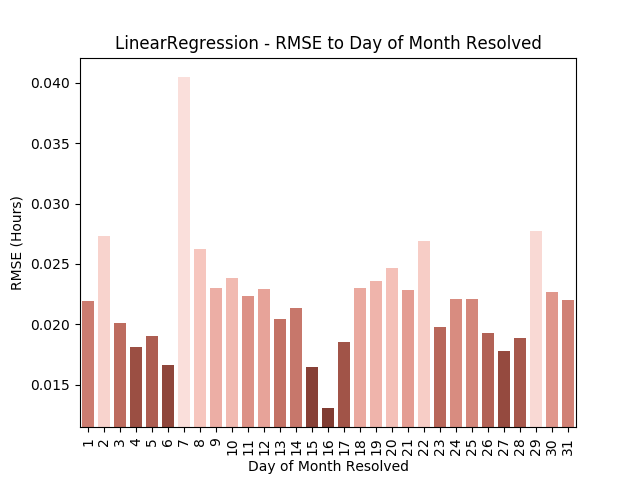 LinearRegression - RMSE to Day of Month Resolved
0.040
0.035
0.030
0.025
0.020
0.015
RMSE (Hours)
1 2 3 4 5 6 7 8 9 10 11 12 13 14 15 16 17 18 19 20 21 22 23 24 25 26 27 28 29 30 31
Day of Month Resolved